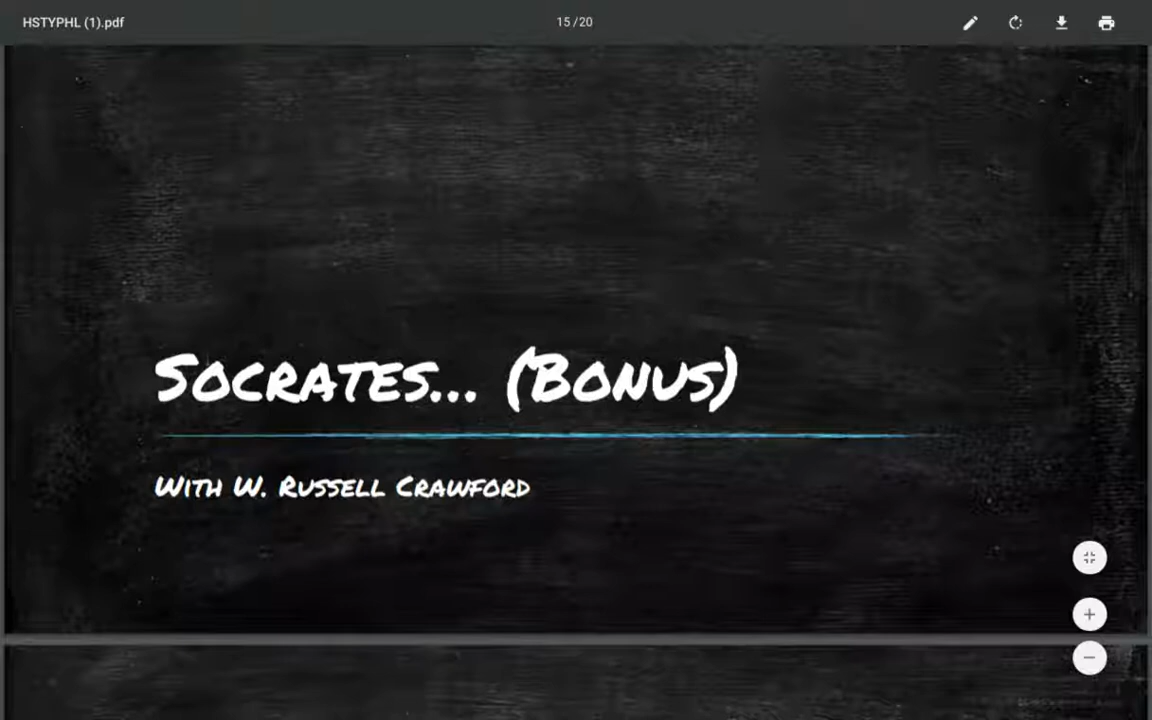 HSTYPHL (1).pdf
15 / 20
Socrates... (Bonus)
With W. Russell Crawford